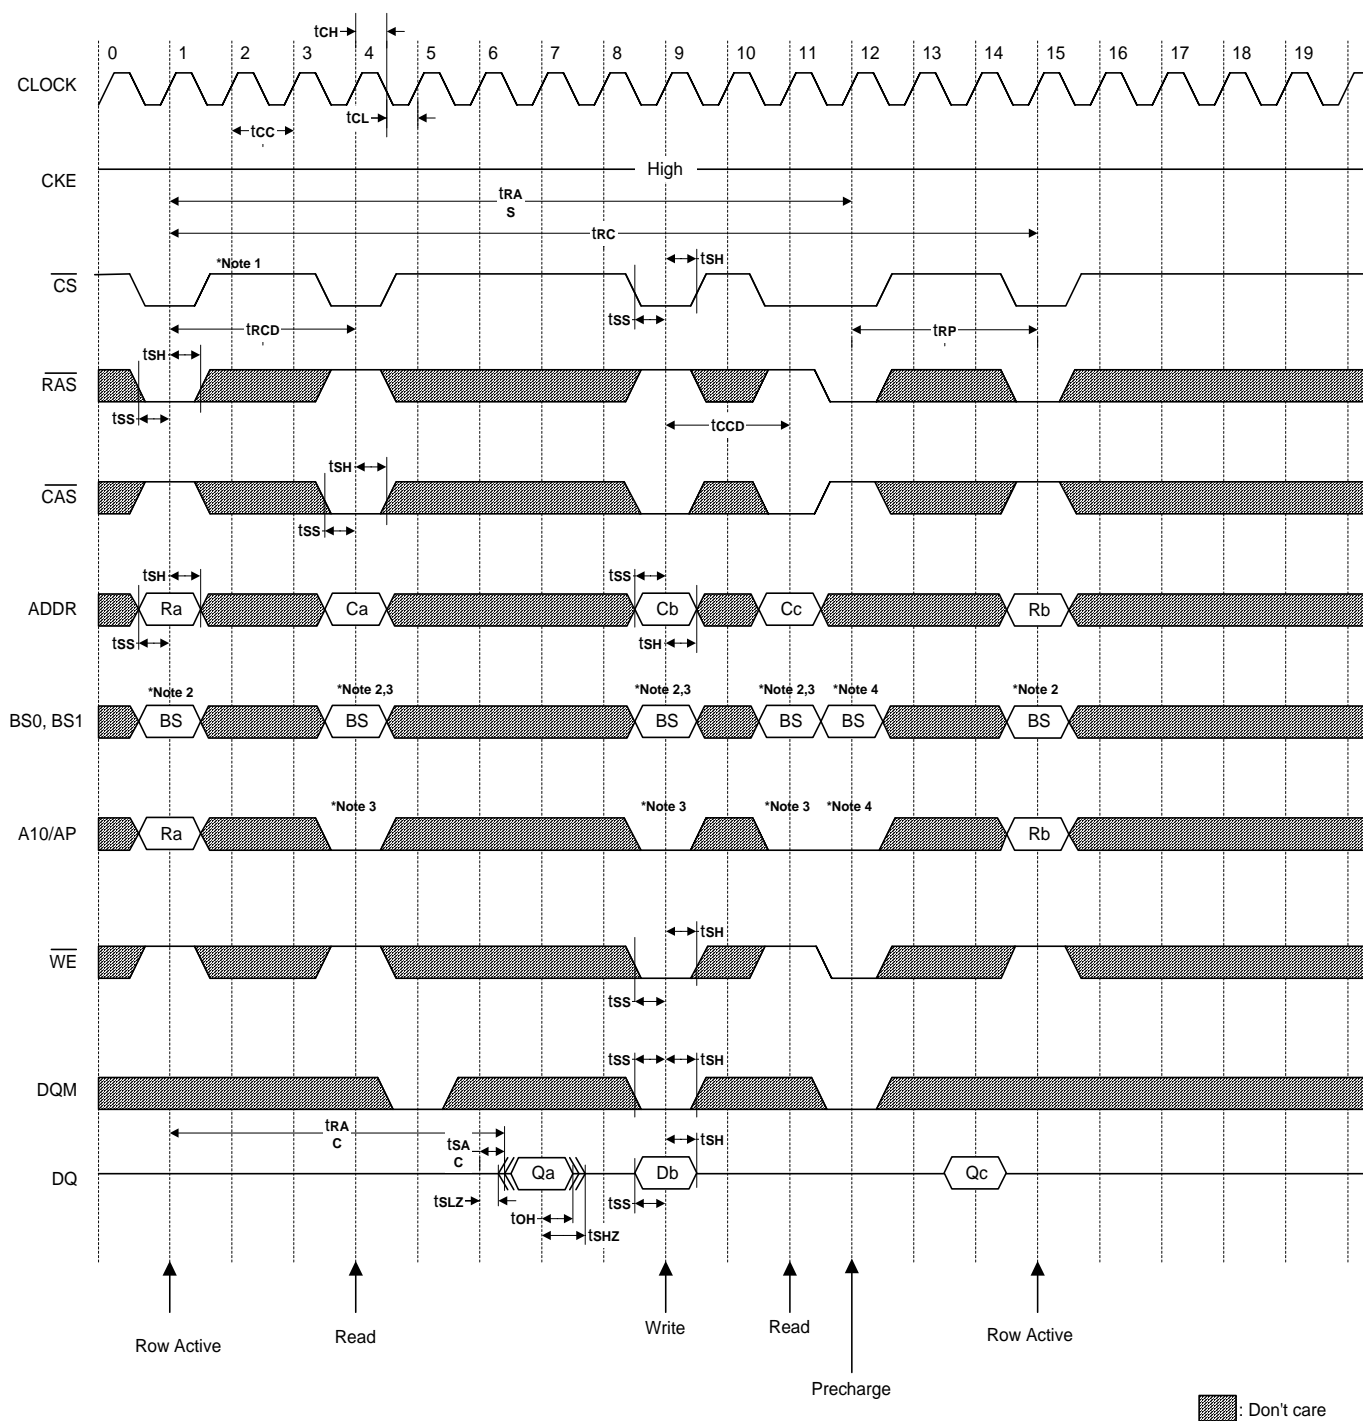 tCH
0 1 2 3 4 5 6 7 8 9 10 11 12 13 14 15 16 17 18 19
CLOCK
tCC
tCL
CKE
High
tRA
S
tRC
CS
*Note 1
tSH
tSS
tRCD
tRP
tSH
RAS
tSS
tCCD
tSH
CAS
tSS
tSH
tSS
ADDR
Ra
Ca
Cb
Cc
Rb
tSS
tSH
*Note 2
*Note 2,3
*Note 2,3
*Note 2,3
*Note 4
*Note 2
BS0, BS1
BS
BS
BS
BS
BS
BS
*Note 3
*Note 3
*Note 3
*Note 4
A10/AP
Ra
Rb
tSH
WE
tSS
tSS
tSH
DQM
tRA
C
tSA
C
tSH
DQ
Qa
Db
Qc
tSLZ
tOH
tSHZ
tSS
Row Active
Read
Write
Read
Row Active
Precharge
: Don't care